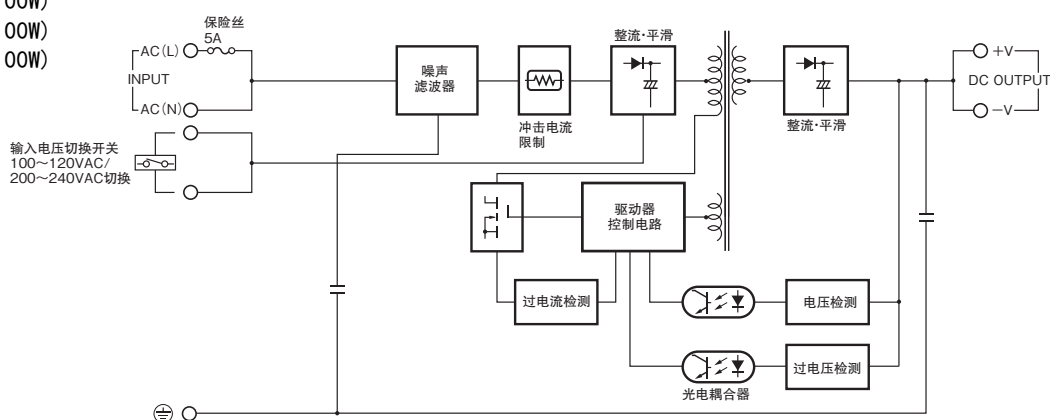 00W)
00W)
00W)
保险丝
5A
AC(L)
INPUT
AC(N)
输入电压切换开关
100～120VAC/
200～240VAC切换
噪声
滤波器
冲击电流
限制
整流·平滑
整流·平滑
+V
DC OUTPUT
−V
驱动器
控制电路
过电流检测
电压检测
过电压检测
光电耦合器